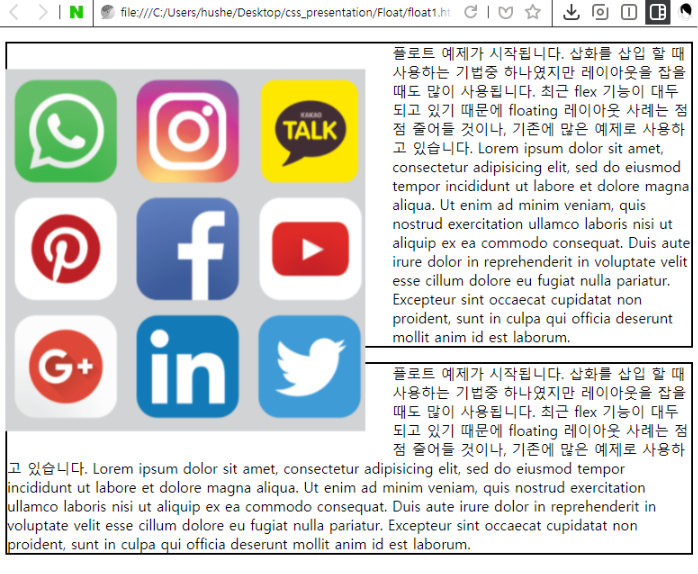 N
file:///C:/Users/hushe/Desktop/css_presentation/Float/float1.ht
KAKAO
TALK
G+
in
플로트 예제가 시작됩니다. 삽화를 삽입 할 때
사용하는 기법중 하나였지만 레이아웃을 잡을
때도 많이 사용됩니다. 최근 flex 기능이 대두
되고 있기 때문에 floating 레이아웃 사례는 점
점 줄어들 것이나, 기존에 많은 예제로 사용하
고 있습니다. Lorem ipsum dolor sit amet,
consectetur adipisicing elit, sed do eiusmod
tempor incididunt ut labore et dolore magna
aliqua. Ut enim ad minim veniam, quis
nostrud exercitation ullamco laboris nisi ut
aliquip ex ea commodo consequat. Duis aute
irure dolor in reprehenderit in voluptate velit
esse cillum dolore eu fugiat nulla pariatur.
Excepteur sint occaecat cupidatat non
proident, sunt in culpa qui officia deserunt
mollit anim id est laborum.
플로트 예제가 시작됩니다. 삽화를 삽입 할 때
사용하는 기법중 하나였지만 레이아웃을 잡을
때도 많이 사용됩니다. 최근 flex 기능이 대두
되고 있기 때문에 floating 레이아웃 사례는 점
점 줄어들 것이나, 기존에 많은 예제로 사용하
고 있습니다. Lorem ipsum dolor sit amet, consectetur adipisicing elit, sed do eiusmod tempor
incididunt ut labore et dolore magna aliqua. Ut enim ad minim veniam, quis nostrud exercitation
ullamco laboris nisi ut aliquip ex ea commodo consequat. Duis aute irure dolor in reprehenderit in
voluptate velit esse cillum dolore eu fugiat nulla pariatur. Excepteur sint occaecat cupidatat non
proident, sunt in culpa qui officia deserunt mollit anim id est laborum.